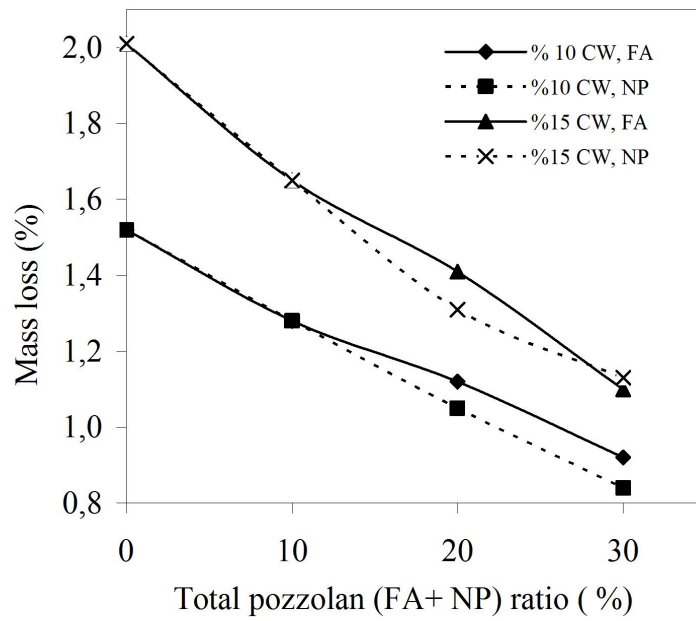 2,0
1,8
1,6
1,4
1,2
1,0
0,8
Mass loss (%)
% 10 CW, FA
%10 CW, NP
%15 CW, FA
%15 CW, NP
0 10 20 30
Total pozzolan (FA+ NP) ratio ( %)